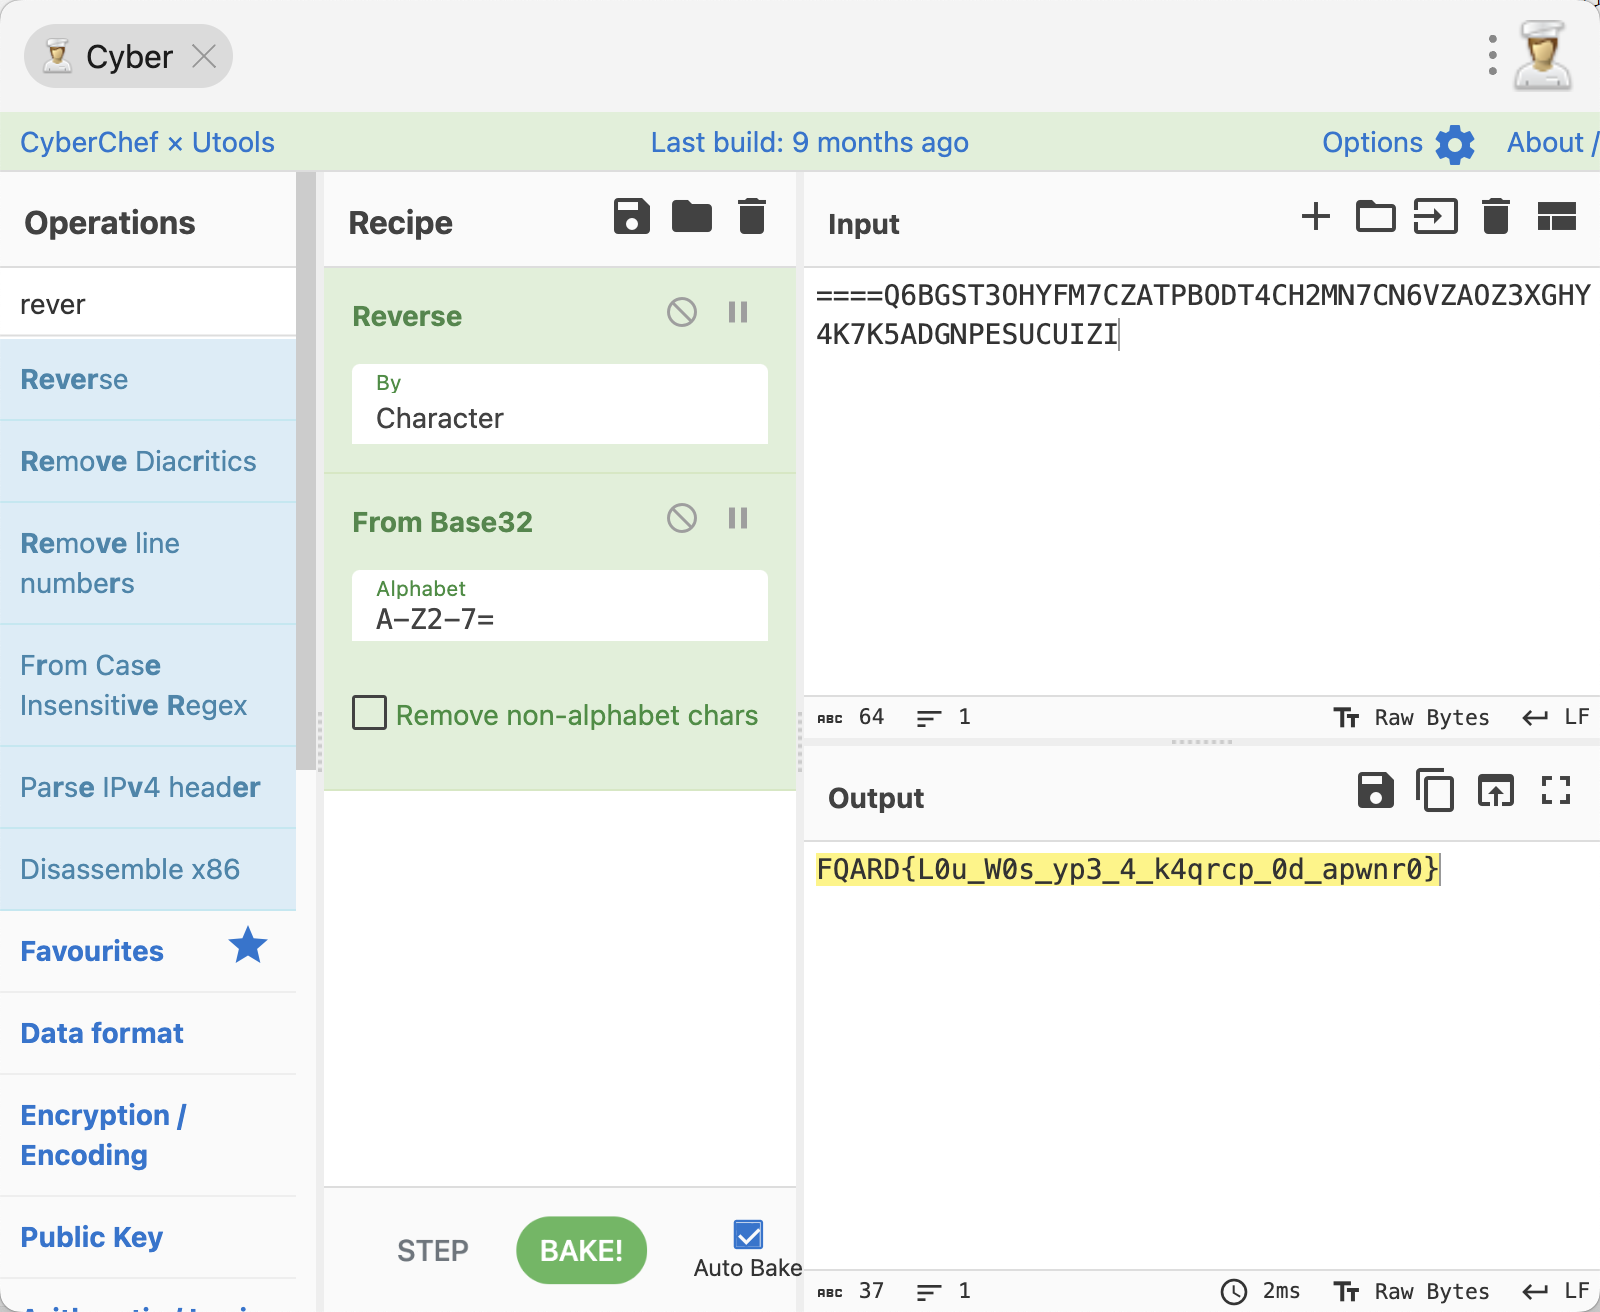 Cyber
CyberChef × Utools
Last build: 9 months ago
Options
About /
Operations
rever
Reverse
Remove Diacritics
Remove line
numbers
From Case
Insensitive Regex
Parse IPv4 header
Disassemble x86
Favourites
Data format
Encryption /
Encoding
Public Key
Recipe
Reverse
By
Character
From Base32
Alphabet
A-Z2-7=
Remove non-alphabet chars
STEP
BAKE!
Auto Bake
Input
====Q6BGST3OHYFM7CZATPBODT4CH2MN7CN6VZAOZ3XGHY
4K7K5ADGNPESUCUIZI
ABC 64 1
Raw Bytes
LF
Output
FQARD{L0u_W0s_yp3_4_k4qrcp_0d_apwnr0}
ABC 37 1
2ms
Raw Bytes
LF